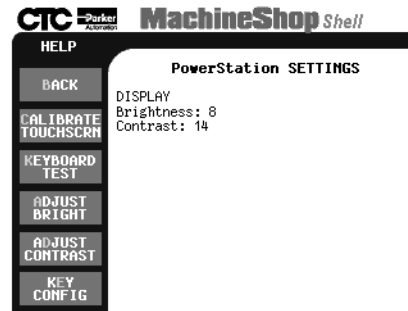 CTC Parker Automation MachineShop Shell
HELP
PowerStation SETTINGS
BACK
DISPLAY
Brightness: 8
Contrast: 14
CALIBRATE
TOUCHSCRN
KEYBOARD
TEST
ADJUST
BRIGHT
ADJUST
CONTRAST
KEY
CONFIG